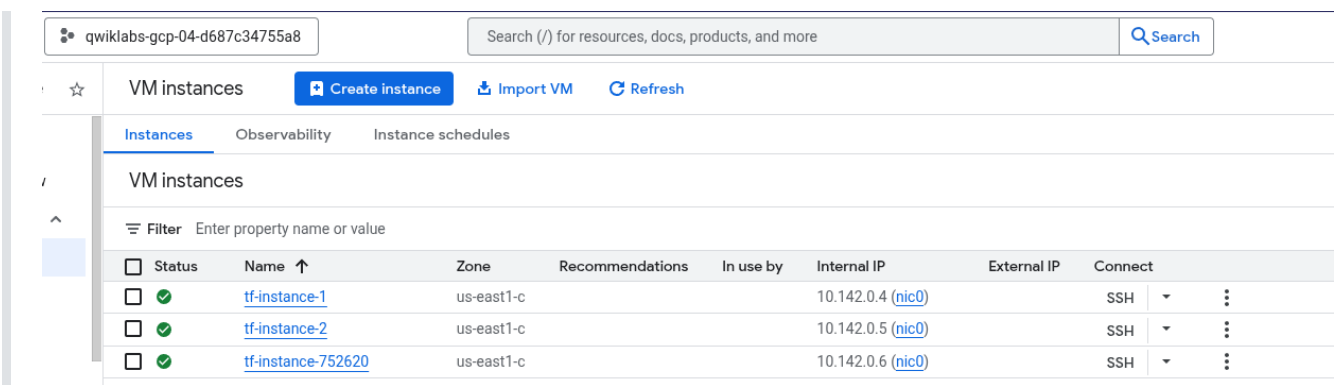 qwiklabs-gcp-04-d687c34755a8 Search (/) for resources, docs, products, and more Search
VM instances Create instance Import VM Refresh
Instances Observability Instance schedules
VM instances
Filter Enter property name or value
Status Name Zone Recommendations In use by Internal IP External IP Connect
tf-instance-1 us-east1-c 10.142.0.4 (nic0) SSH
tf-instance-2 us-east1-c 10.142.0.5 (nic0) SSH
tf-instance-752620 us-east1-c 10.142.0.6 (nic0) SSH